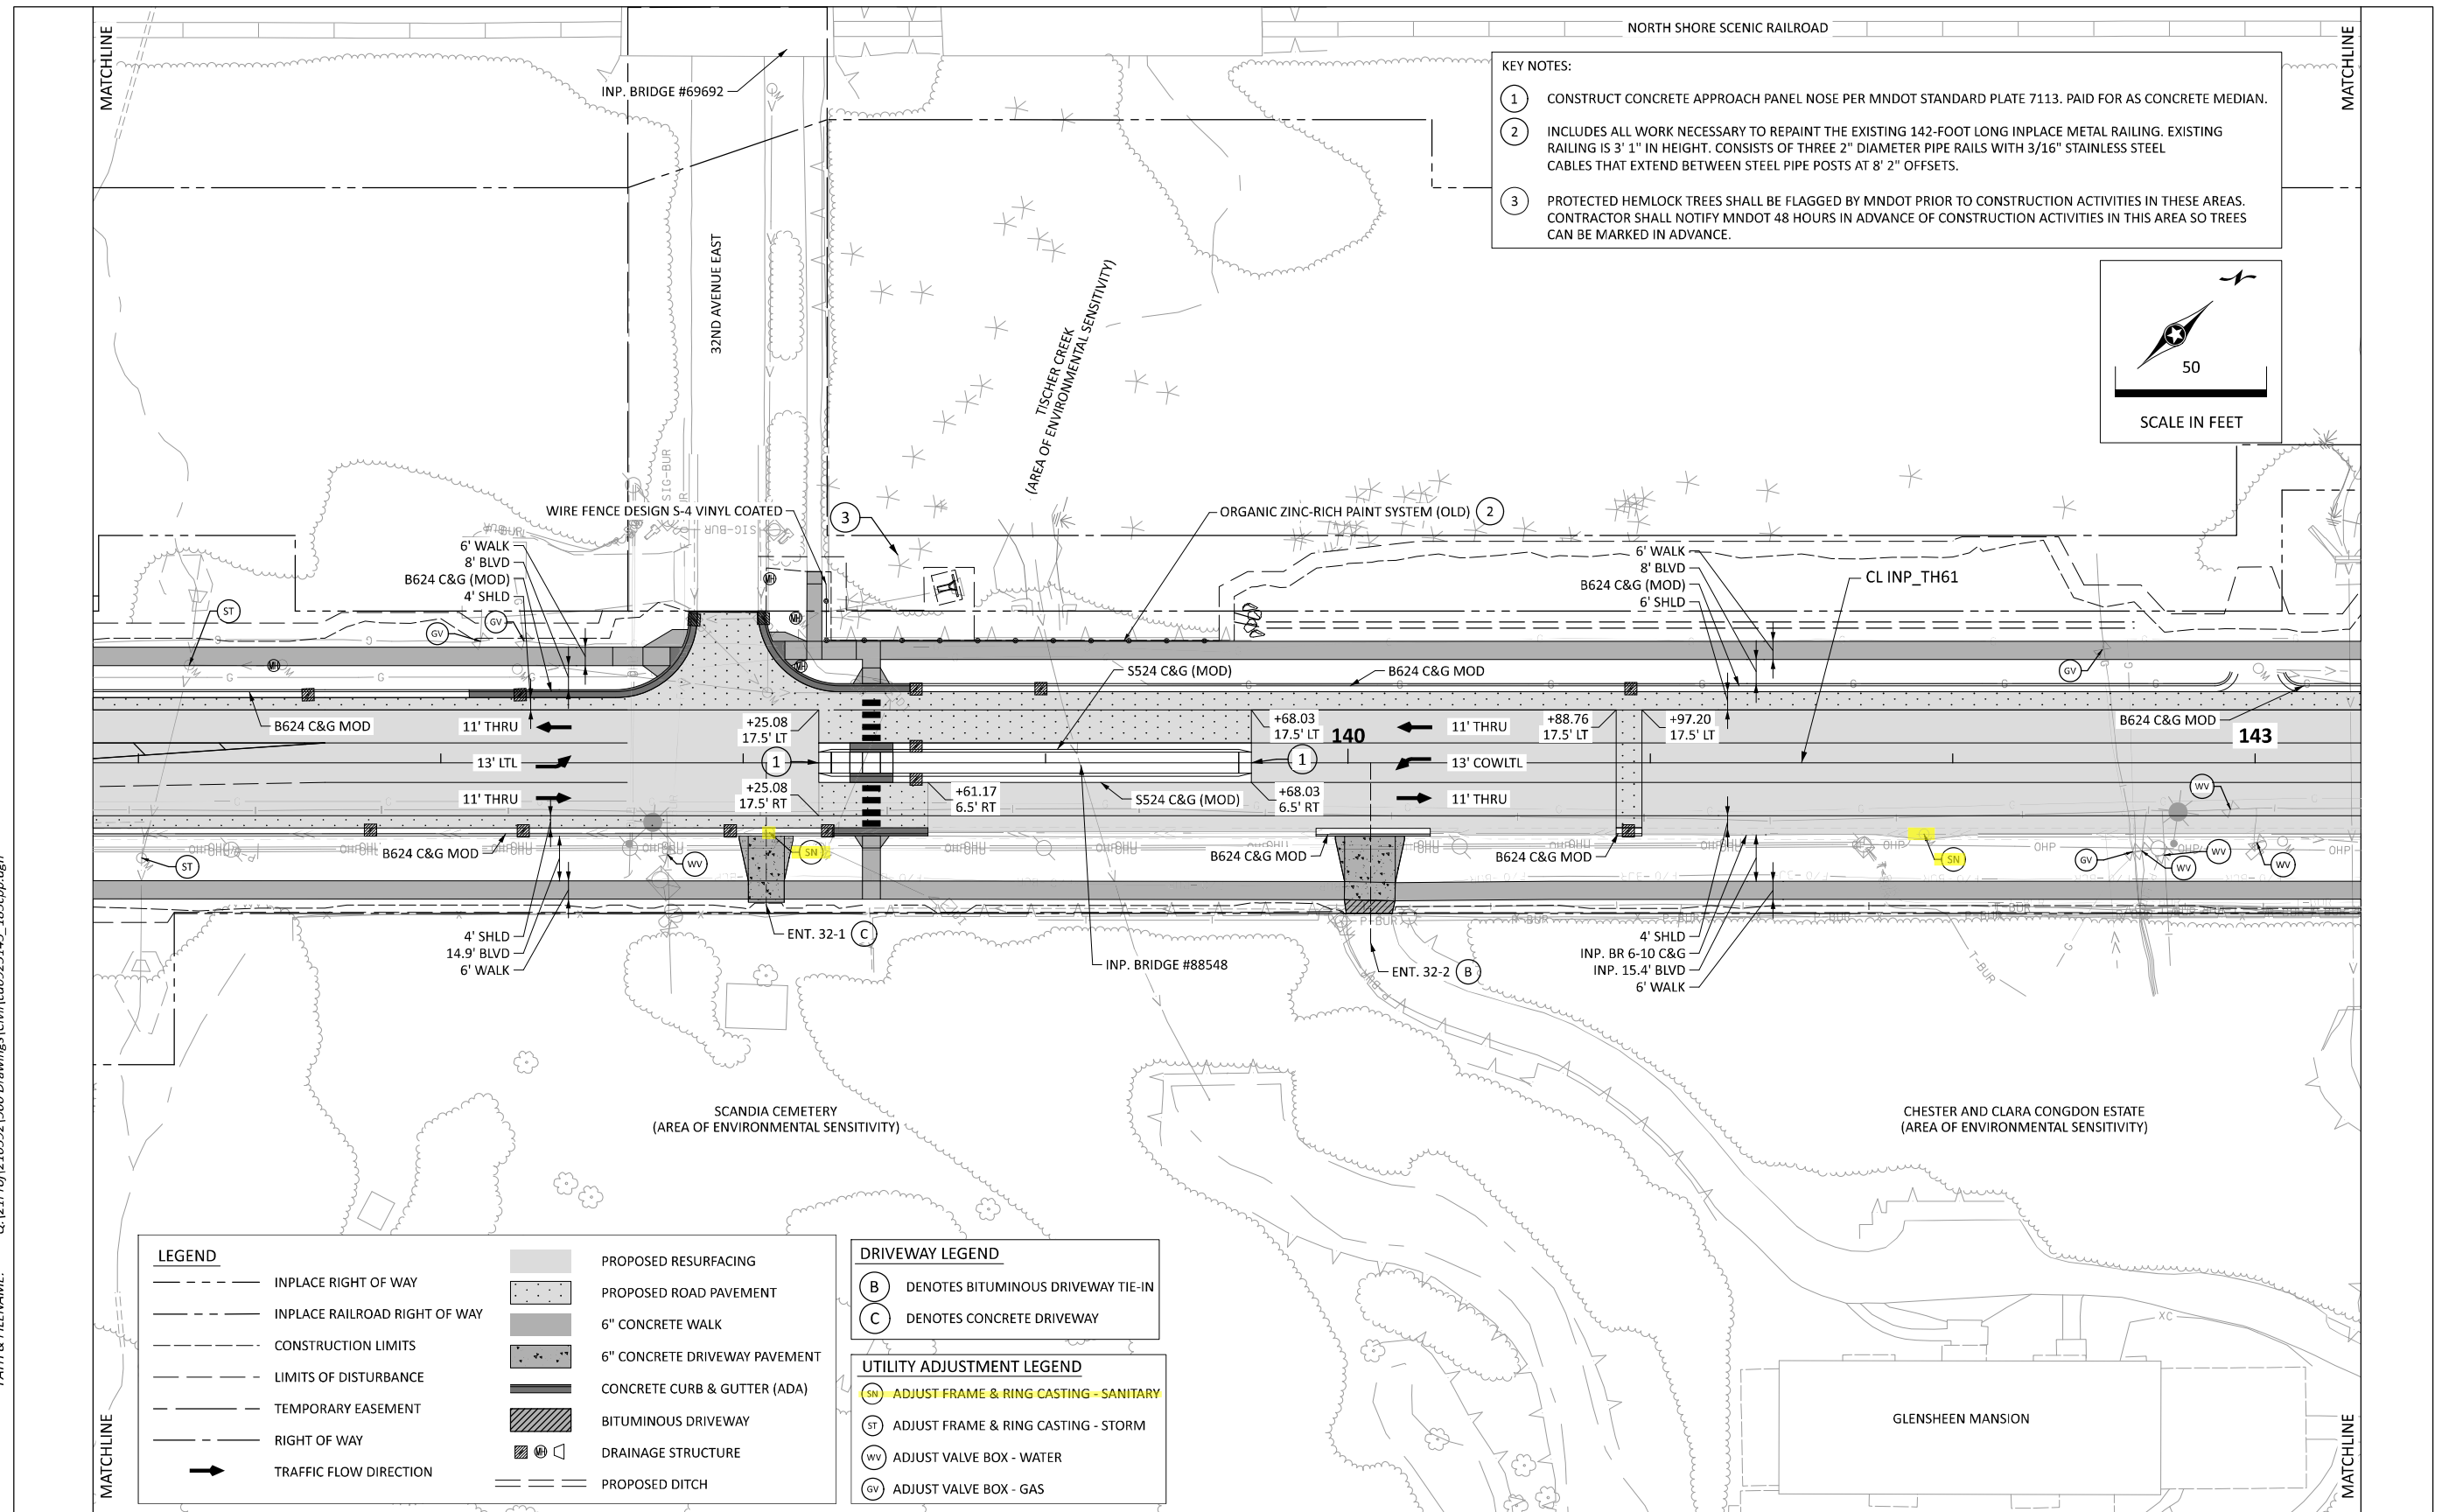 MATCHLINE
NORTH SHORE SCENIC RAILROAD
MATCHLINE
INP. BRIDGE #69692
KEY NOTES:
1 CONSTRUCT CONCRETE APPROACH PANEL NOSE PER MNDOT STANDARD PLATE 7113. PAID FOR AS CONCRETE MEDIAN.
2 INCLUDES ALL WORK NECESSARY TO REPAINT THE EXISTING 142-FOOT LONG INPLACE METAL RAILING. EXISTING
RAILING IS 3' 1" IN HEIGHT. CONSISTS OF THREE 2" DIAMETER PIPE RAILS WITH 3/16" STAINLESS STEEL
CABLES THAT EXTEND BETWEEN STEEL PIPE POSTS AT 8' 2" OFFSETS.
3 PROTECTED HEMLOCK TREES SHALL BE FLAGGED BY MNDOT PRIOR TO CONSTRUCTION ACTIVITIES IN THESE AREAS.
CONTRACTOR SHALL NOTIFY MNDOT 48 HOURS IN ADVANCE OF CONSTRUCTION ACTIVITIES IN THIS AREA SO TREES
CAN BE MARKED IN ADVANCE.
50
SCALE IN FEET
32ND AVENUE EAST
TISCHER CREEK
(AREA OF ENVIRONMENTAL SENSITIVITY)
SIG-BUR
SIG-BUR
WIRE FENCE DESIGN S-4 VINYL COATED
3
ORGANIC ZINC-RICH PAINT SYSTEM (OLD) 2
6' WALK
8' BLVD
B624 C&G (MOD)
4' SHLD
6' WALK
8' BLVD
B624 C&G (MOD)
6' SHLD
CL INP_TH61
ST
GV
GV
MH
MH
MH
MH
GV
S524 C&G (MOD)
B624 C&G MOD
B624 C&G MOD
11' THRU
+25.08
17.5' LT
+68.03
17.5' LT
140
11' THRU
+88.76
17.5' LT
+97.20
17.5' LT
B624 C&G MOD
143
13' LTL
1
1
13' COWLTL
11' THRU
+25.08
17.5' RT
+61.17
6.5' RT
S524 C&G (MOD)
+68.03
6.5' RT
11' THRU
WV
ST
B624 C&G MOD
WV
SN
B624 C&G MOD
B624 C&G MOD
OHP
SN
GV
WV
WV
WV
OHP
4' SHLD
14.9' BLVD
6' WALK
ENT. 32-1 C
INP. BRIDGE #88548
ENT. 32-2 B
4' SHLD
INP. BR 6-10 C&G
INP. 15.4' BLVD
6' WALK
P-BUR
T-BUR
SCANDIA CEMETERY
(AREA OF ENVIRONMENTAL SENSITIVITY)
CHESTER AND CLARA CONGDON ESTATE
(AREA OF ENVIRONMENTAL SENSITIVITY)
LEGEND
INPLACE RIGHT OF WAY
INPLACE RAILROAD RIGHT OF WAY
CONSTRUCTION LIMITS
LIMITS OF DISTURBANCE
TEMPORARY EASEMENT
RIGHT OF WAY
TRAFFIC FLOW DIRECTION
PROPOSED RESURFACING
PROPOSED ROAD PAVEMENT
6" CONCRETE WALK
6" CONCRETE DRIVEWAY PAVEMENT
CONCRETE CURB & GUTTER (ADA)
BITUMINOUS DRIVEWAY
MH DRAINAGE STRUCTURE
PROPOSED DITCH
DRIVEWAY LEGEND
B DENOTES BITUMINOUS DRIVEWAY TIE-IN
C DENOTES CONCRETE DRIVEWAY
UTILITY ADJUSTMENT LEGEND
SN ADJUST FRAME & RING CASTING - SANITARY
ST ADJUST FRAME & RING CASTING - STORM
WV ADJUST VALVE BOX - WATER
GV ADJUST VALVE BOX - GAS
XC
GLENSHEEN MANSION
MATCHLINE
MATCHLINE